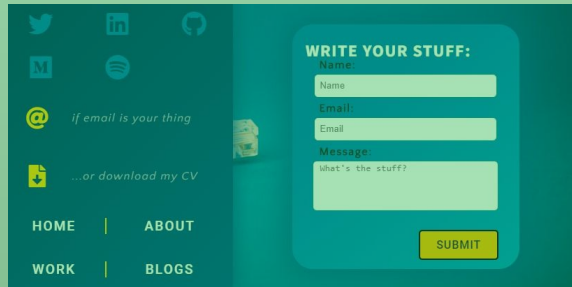 M
@ if email is your thing
...or download my CV
HOME | ABOUT
WORK | BLOGS
WRITE YOUR STUFF:
Name:
Name
Email:
Email
Message:
What's the stuff?
SUBMIT